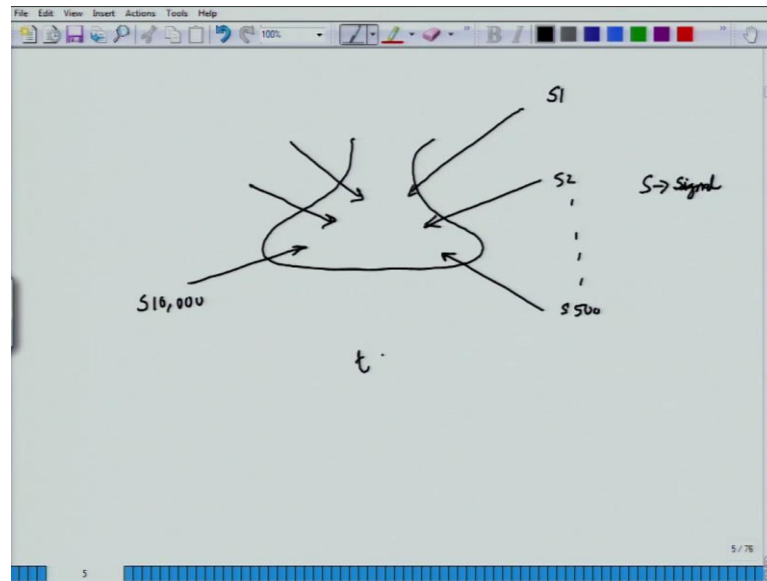 File Edit View Insert Actions Tools Help
100%
B I
S1
S2
S → Signal
S500
S10,000
t
5 / 76
5